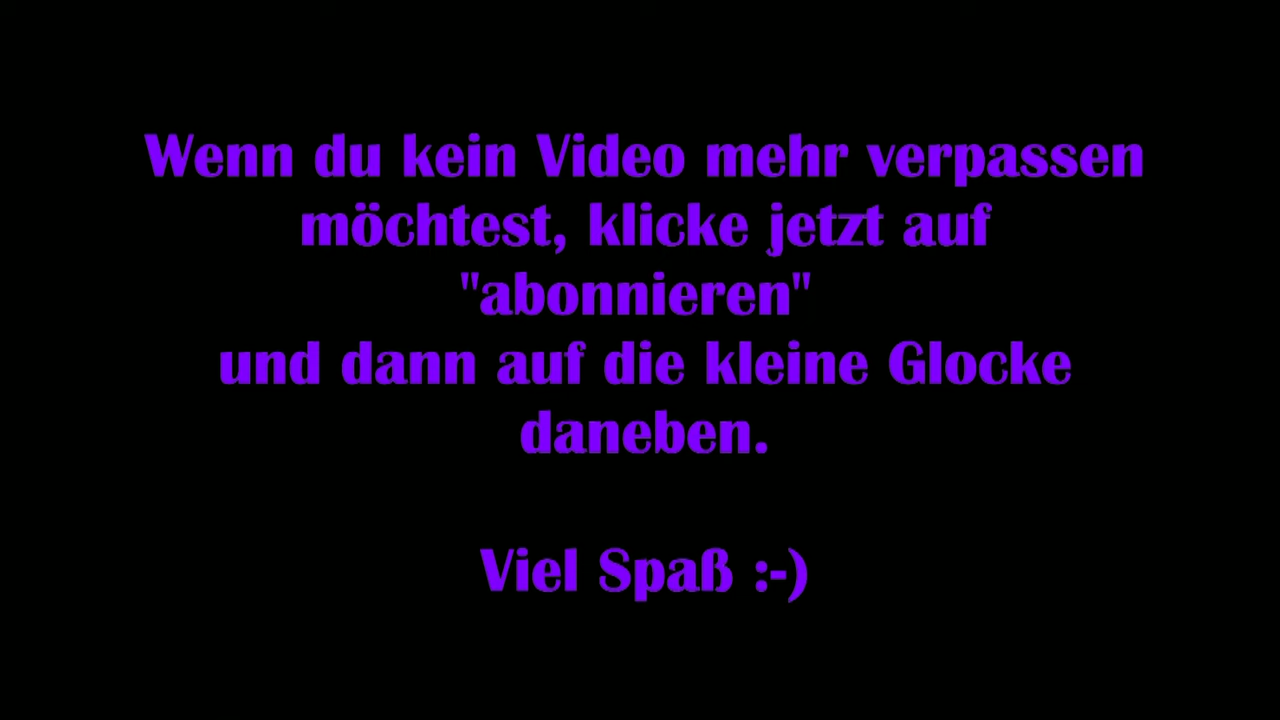 Wenn du kein Video mehr verpassen
möchtest, klicke jetzt auf
"abonnieren"
und dann auf die kleine Glocke
daneben.
Viel Spaß :-)